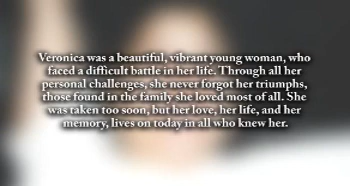 Veronica was a beautiful, vibrant young woman, who
faced a difficult battle in her life. Through all her
personal challenges, she never forgot her triumphs,
those found in the family she loved most of all. She
was taken too soon, but her love, her life, and her
memory, lives on today in all who knew her.